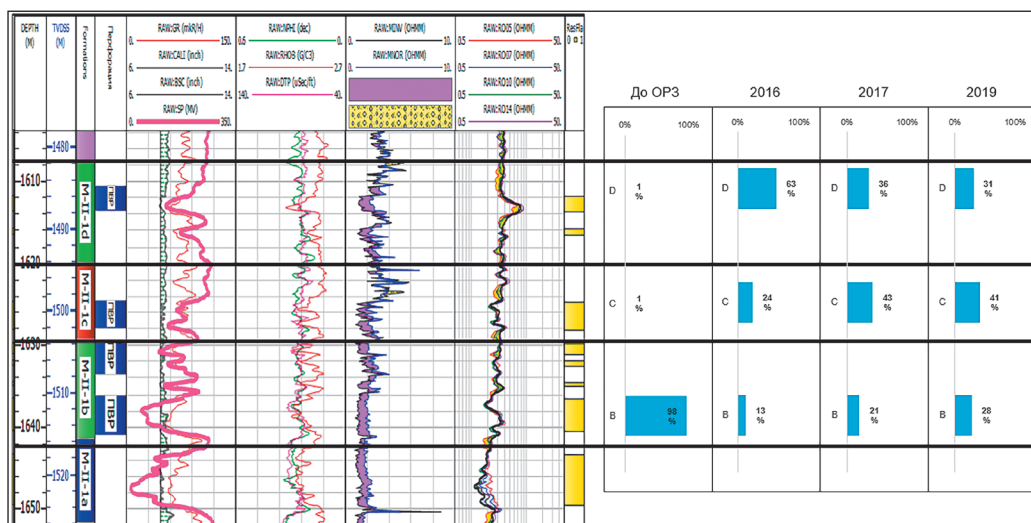 DEPTH
(M)
TVDSS
(M)
Formations
Перфорация
RAW:GR (mkR/H)
0. 150.
RAW:CALI (inch)
6. 14.
RAW:BSC (inch)
6. 14.
RAW:SP (MV)
0. 350.
RAW:NPHI (dec)
0.6 0.
RAW:RHOB (G/C3)
1.7 2.7
RAW:DTP (uSec/ft)
140. 40.
RAW:MINV (OHMM)
0. 10.
RAW:MNOR (OHMM)
0. 10.
RAW:RO05 (OHMM)
0.5 50.
RAW:RO07 (OHMM)
0.5 50.
RAW:RO10 (OHMM)
0.5 50.
RAW:RO14 (OHMM)
0.5 50.
ResFla
0 1
До ОРЗ 2016 2017 2019
0% 100% 0% 100% 0% 100% 0% 100%
1480
1610
M-II-1d
ПВР
1490
1620
D 1 % D 63 % D 36 % D 31 %
M-II-1c
ПВР
1500
C 1 % C 24 % C 43 % C 41 %
1630
M-II-1b
ПВР
1510
ПВР
1640
B 98 % B 13 % B 21 % B 28 %
M-II-1a
1520
1650